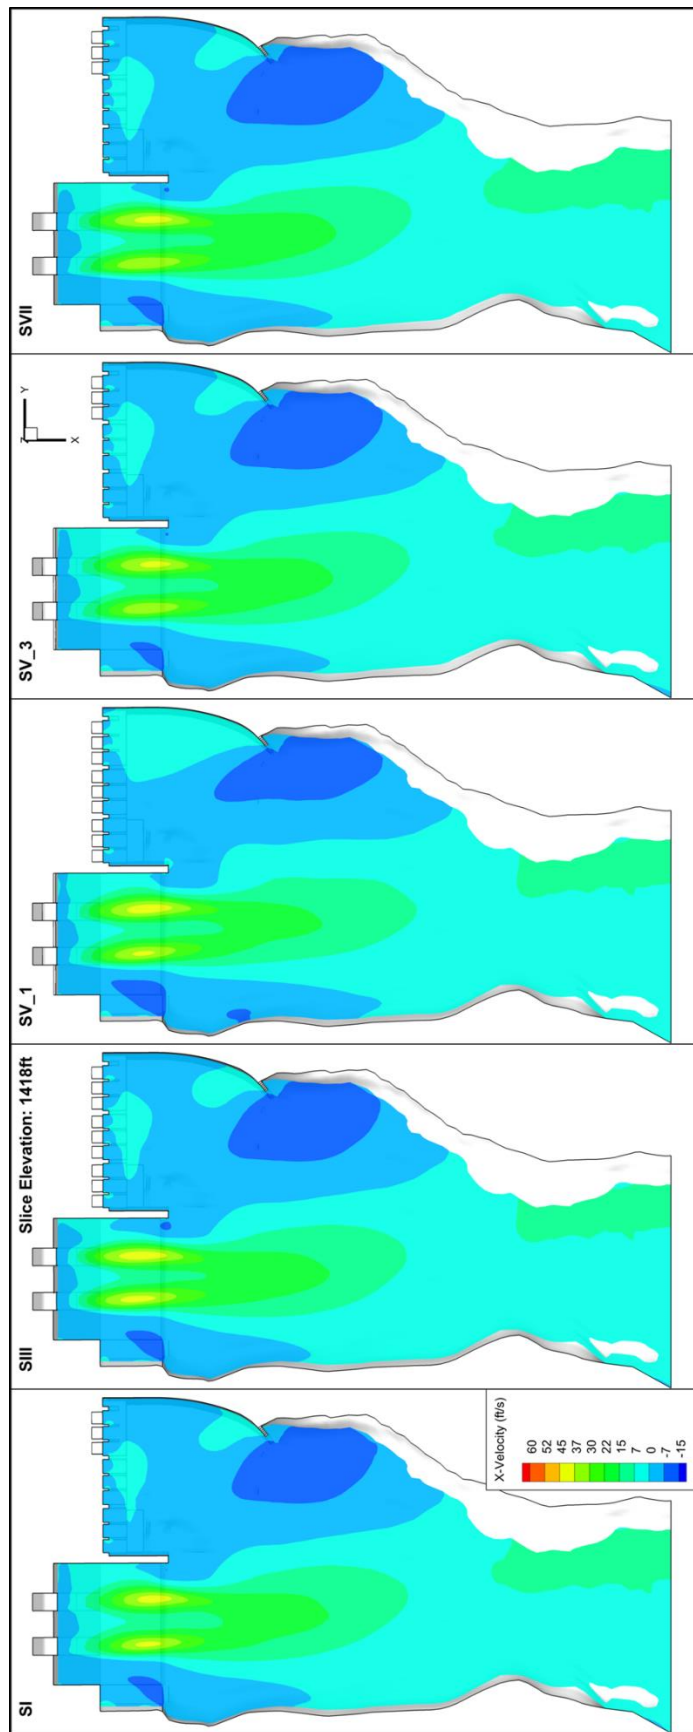 SI
SIII
Slice Elevation: 1418ft
SV_1
SV_3
SVII
Z
Y
X
X-Velocity (ft/s)
60
52
45
37
30
22
15
7
0
-7
-15